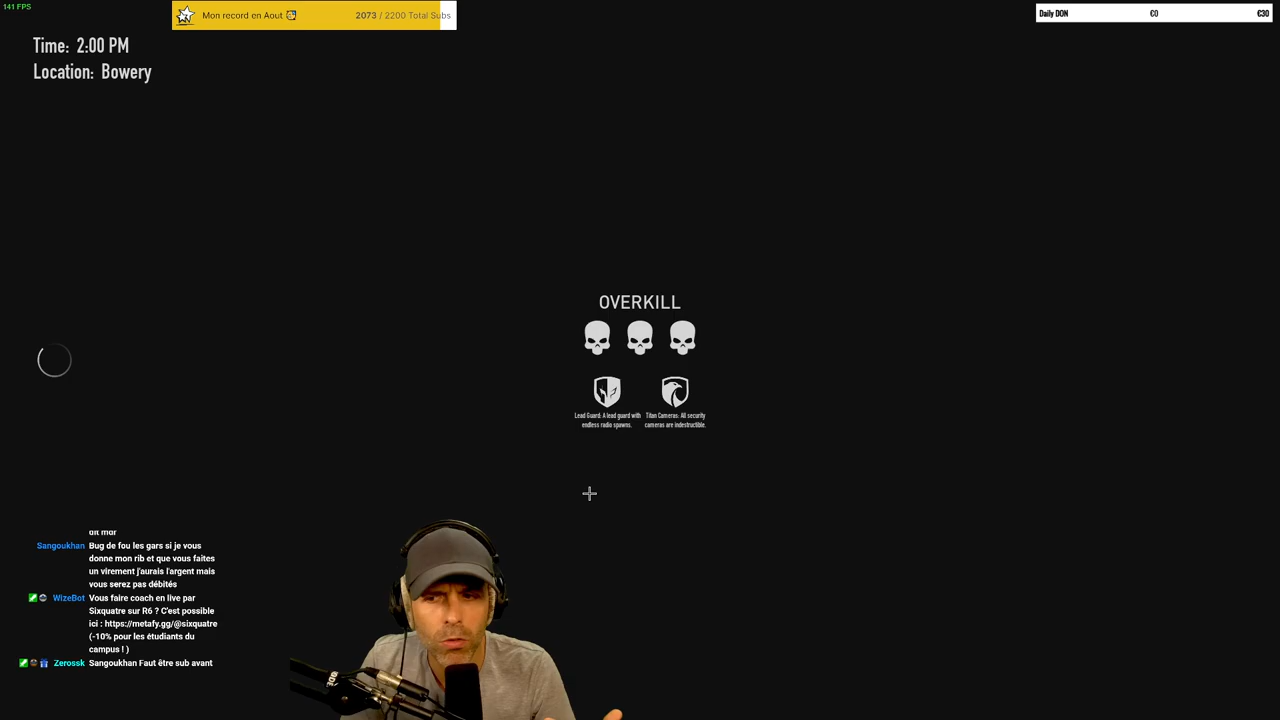 141 FPS
Mon record en Aout
2073 / 2200 Total Subs
Daily DON
€0
€30
Time: 2:00 PM
Location: Bowery
OVERKILL
Lead Guard: A lead guard with
endless radio spawns.
Titan Cameras: All security
cameras are indestructible.
Sangoukhan Bug de fou les gars si je vous
donne mon rib et que vous faites
un virement j'aurais l'argent mais
vous serez pas débités
WizeBot Vous faire coach en live par
Sixquatre sur R6 ? C'est possible
ici : https://metafy.gg/@sixquatre
(-10% pour les étudiants du
campus ! )
Zerossk Sangoukhan Faut être sub avant